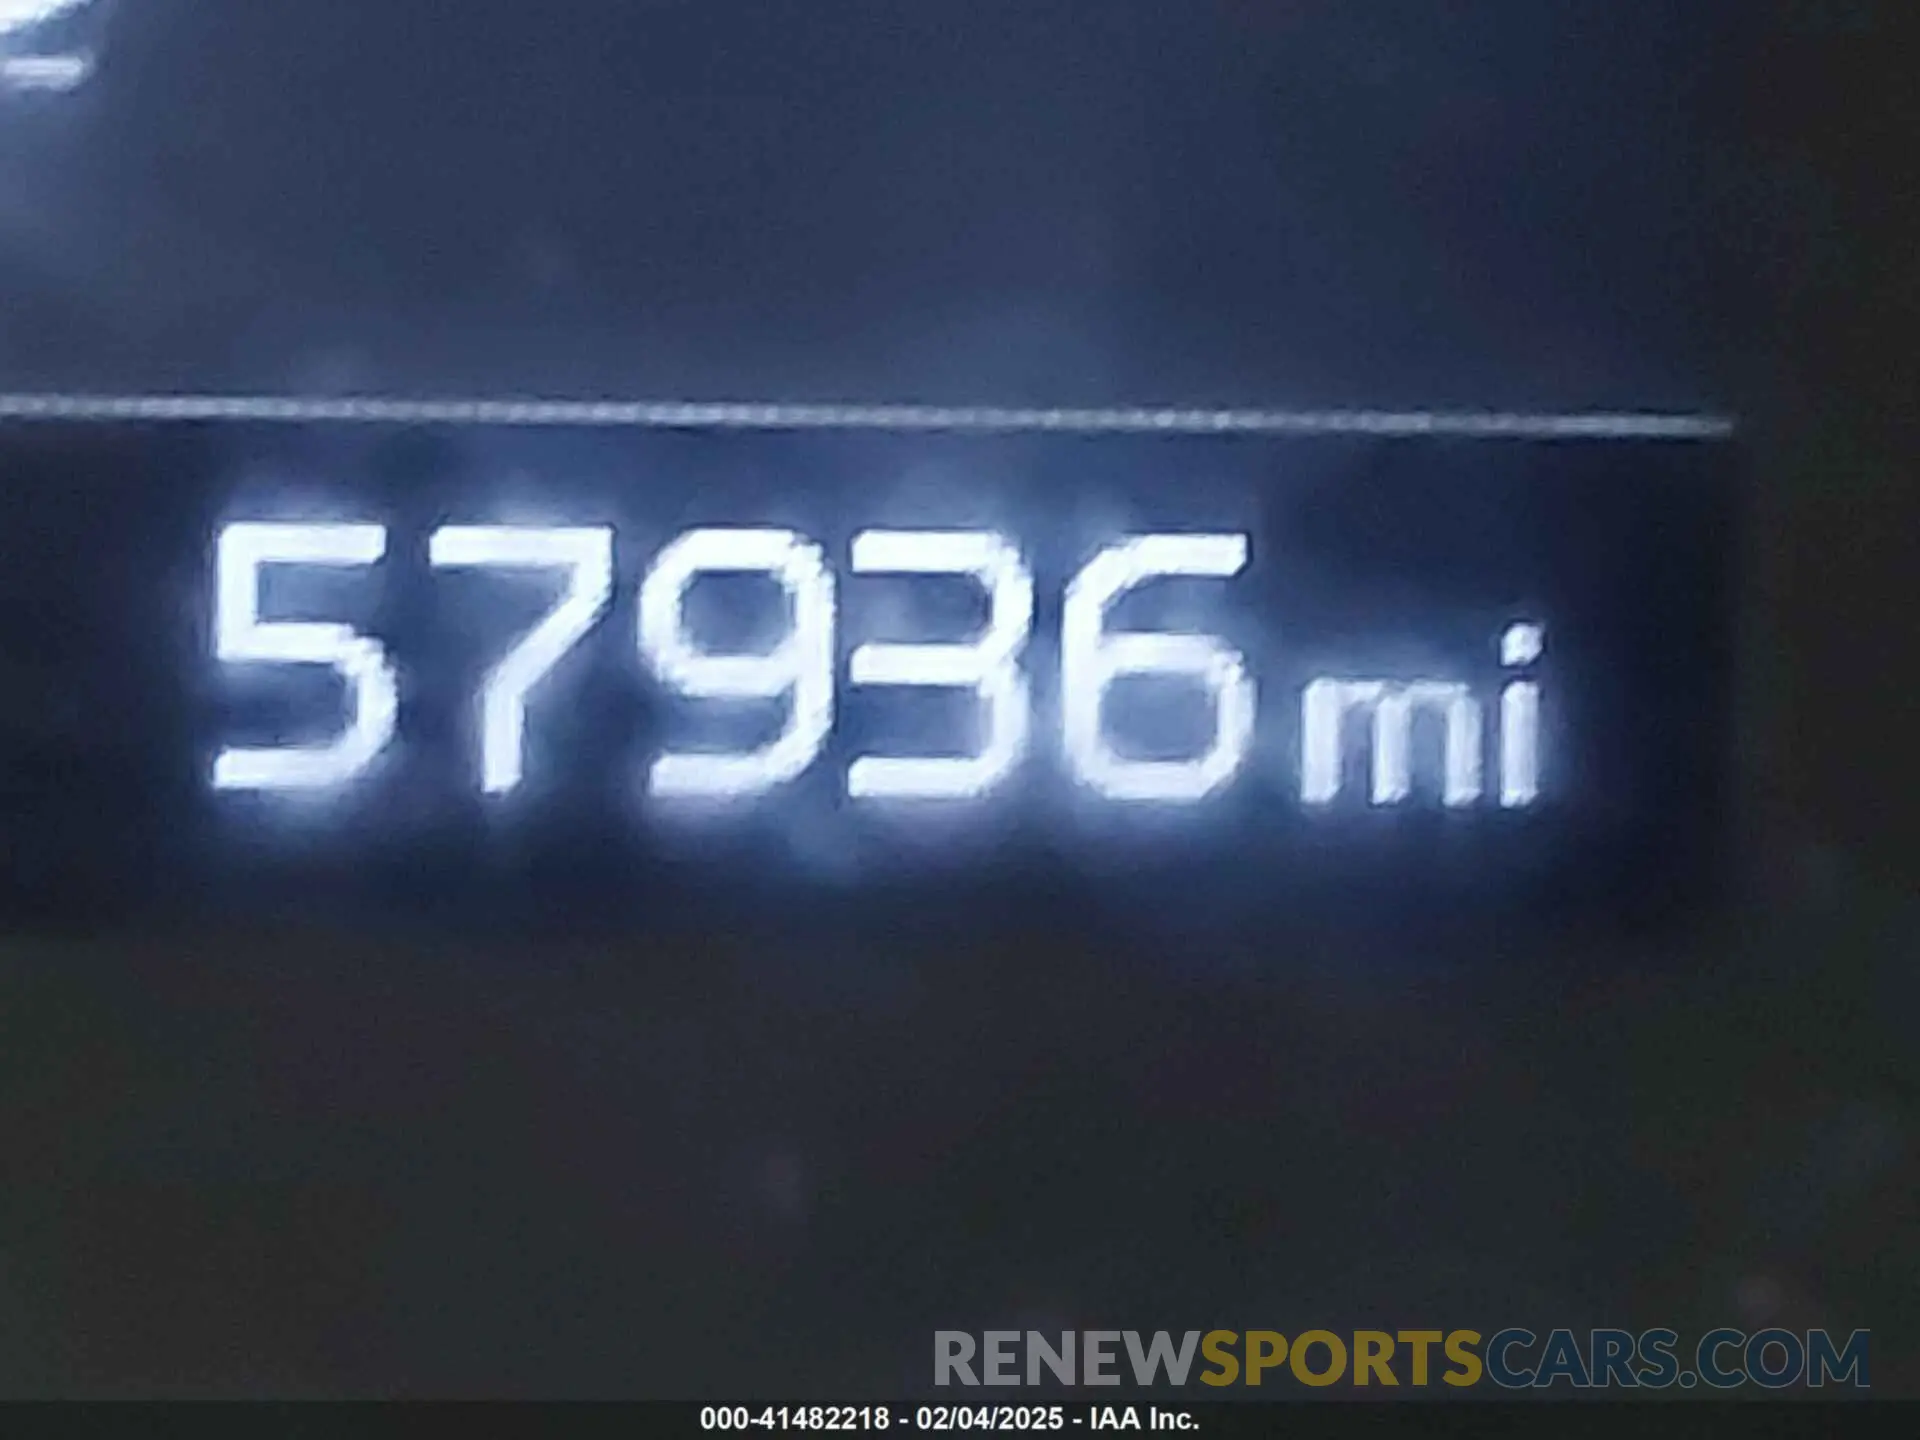 57936 mi
RENEWSPORTSCARS.COM
000-41482218 - 02/04/2025 - IAA Inc.